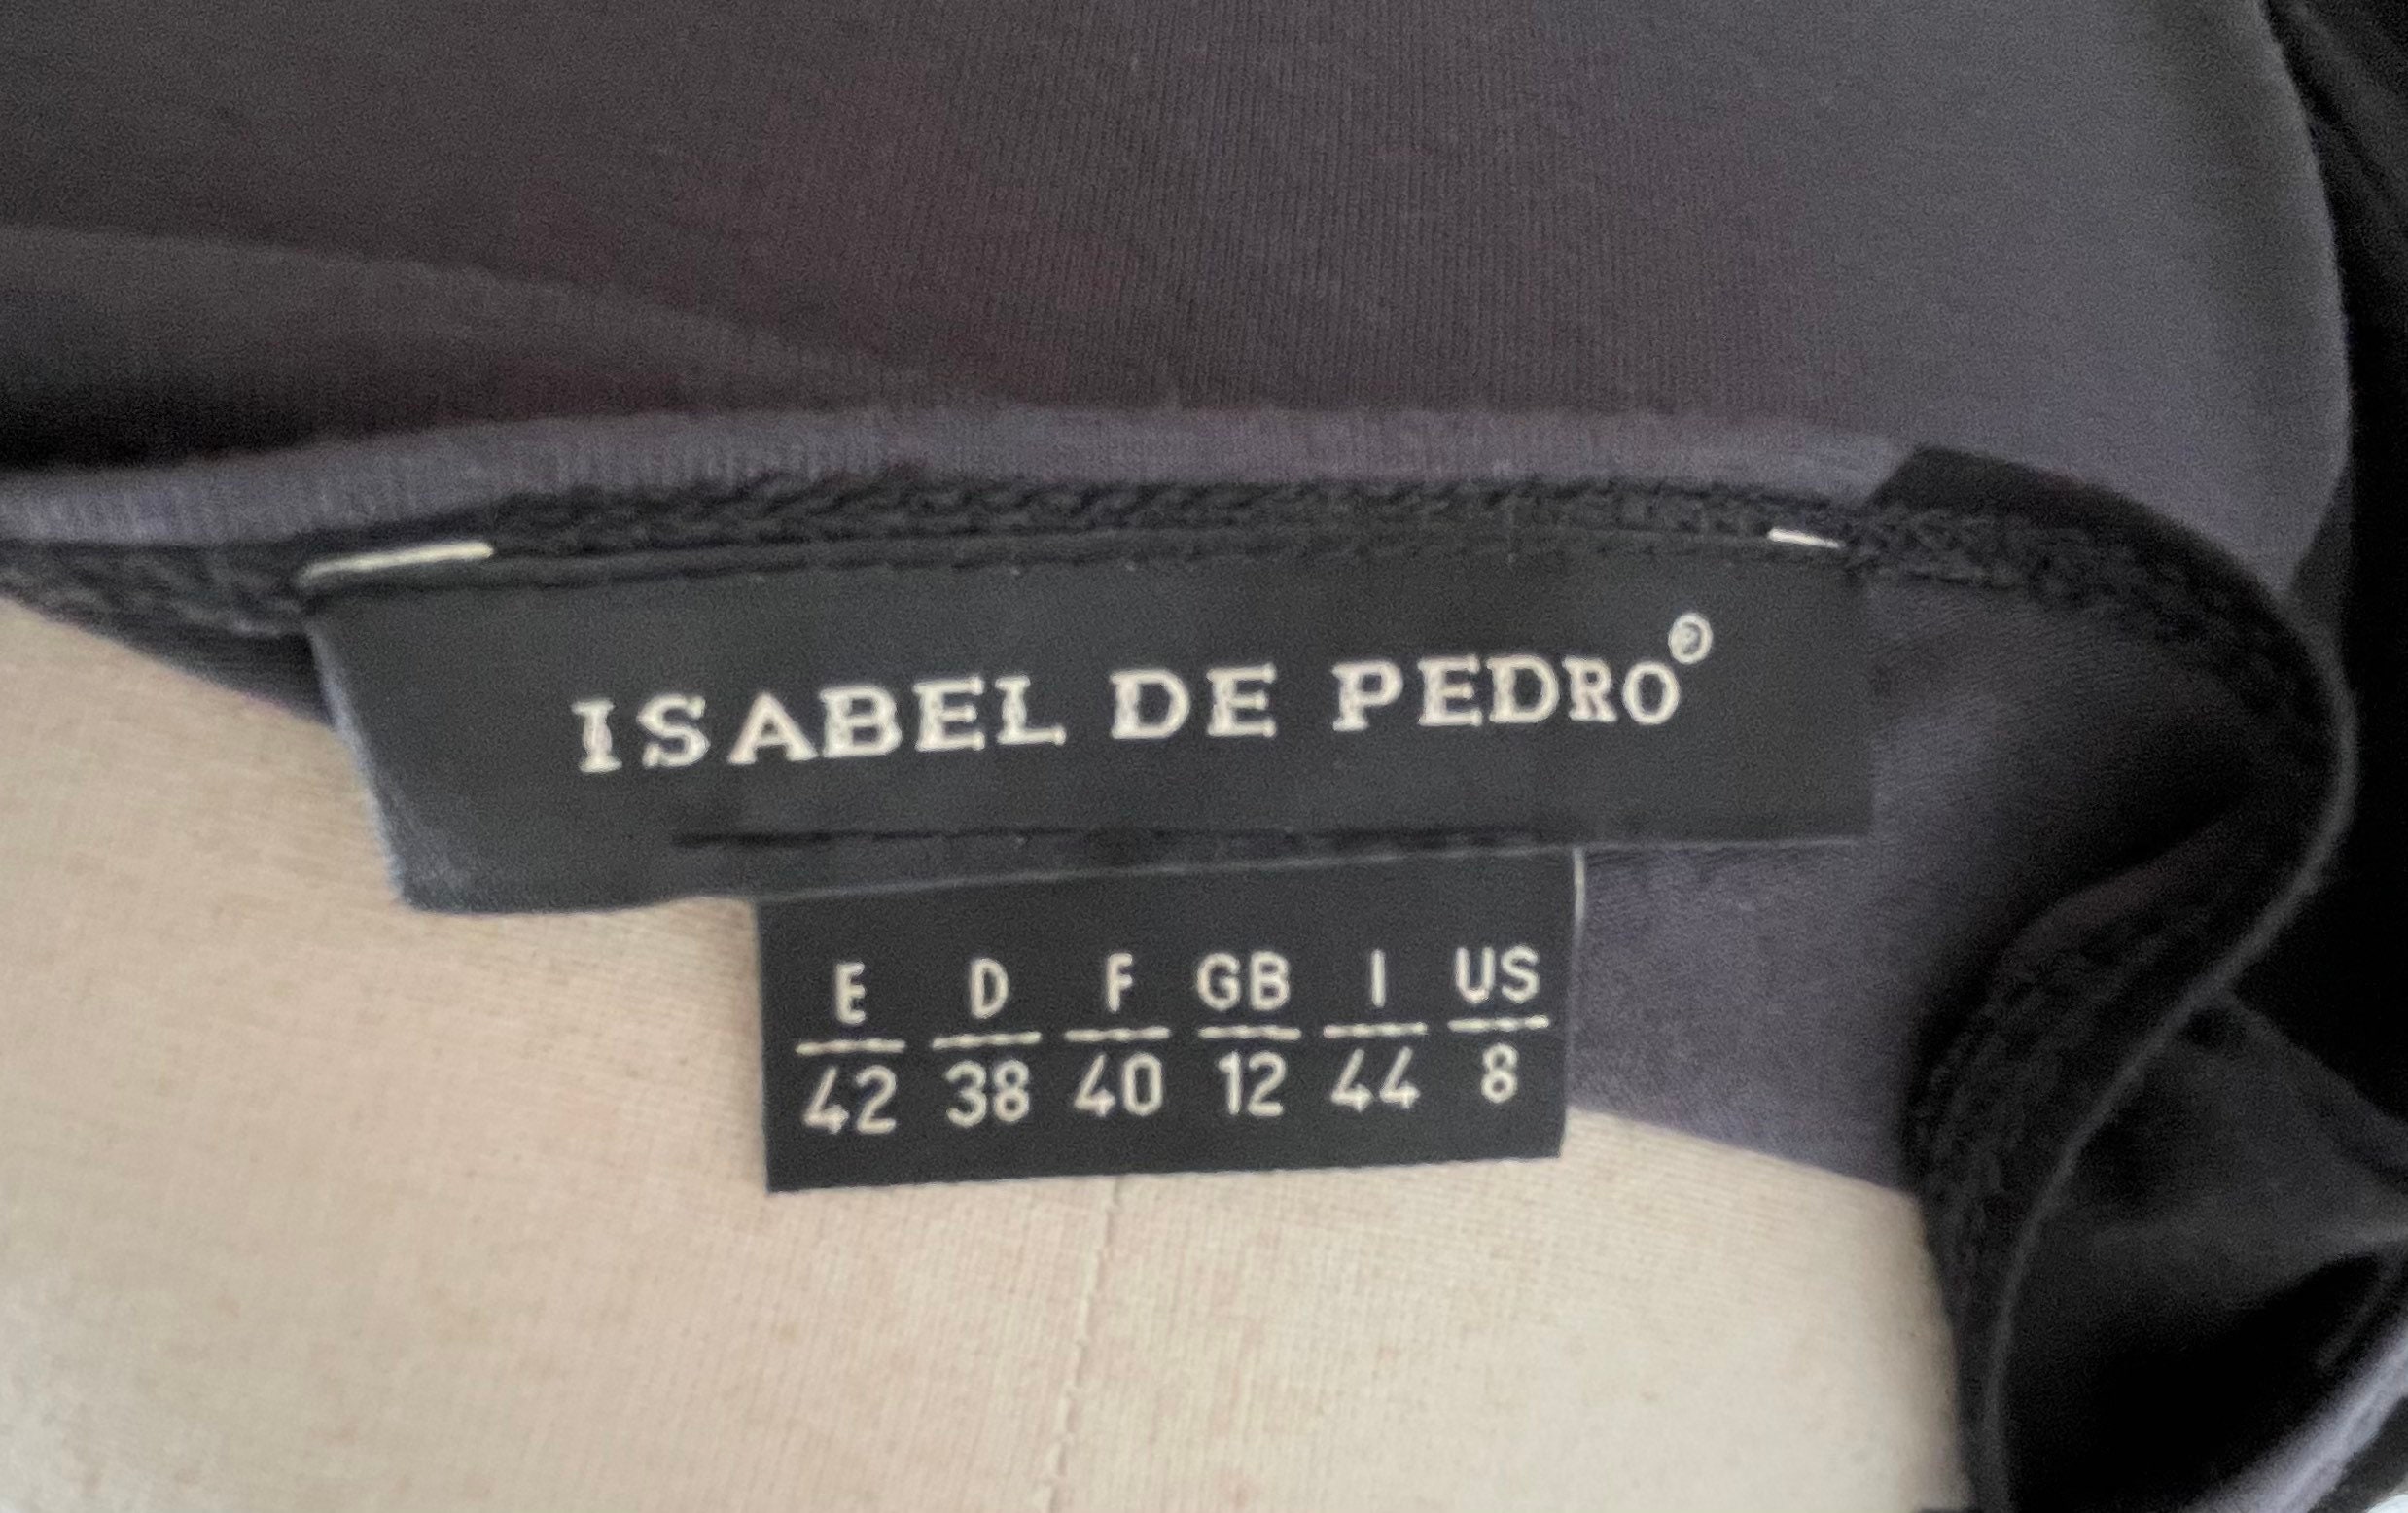 ISABEL DE PEDRO®
E D F GB I US
42 38 40 12 44 8